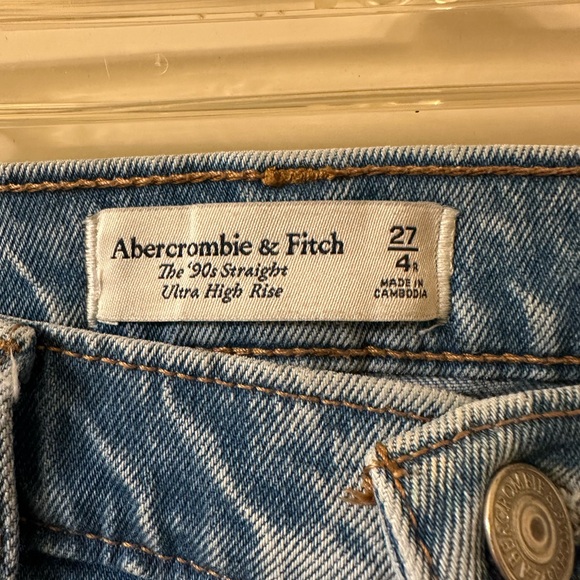 Abercrombie & Fitch
The '90s Straight
Ultra High Rise
27
4R
MADE IN
CAMBODIA